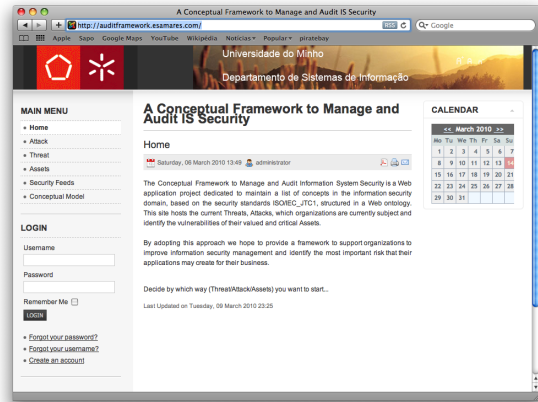 A Conceptual Framework to Manage and Audit IS Security
http://auditframework.esamares.com/
RSS
Google
Apple Sapo Google Maps YouTube Wikipédia Notícias Popular piratebay
Universidade do Minho
Departamento de Sistemas de Informação
MAIN MENU
Home
Attack
Threat
Assets
Security Feeds
Conceptual Model
LOGIN
Username
Password
Remember Me
LOGIN
Forgot your password?
Forgot your username?
Create an account
A Conceptual Framework to Manage and
Audit IS Security
Home
Saturday, 06 March 2010 13:49 administrator
The Conceptual Framework to Manage and Audit Information System Security is a Web
application project dedicated to maintain a list of concepts in the information security
domain, based on the security standards ISO/IEC_JTC1, structured in a Web ontology.
This site hosts the current Threats, Attacks, which organizations are currently subject and
identify the vulnerabilities of their valued and critical Assets.
By adopting this approach we hope to provide a framework to support organizations to
improve information security management and identify the most important risk that their
applications may create for their business.
Decide by which way (Threat/Attack/Assets) you want to start...
Last Updated on Tuesday, 09 March 2010 23:25
CALENDAR
<< March 2010 >>
Mo Tu We Th Fr Sa Su
1 2 3 4 5 6 7
8 9 10 11 12 13 14
15 16 17 18 19 20 21
22 23 24 25 26 27 28
29 30 31